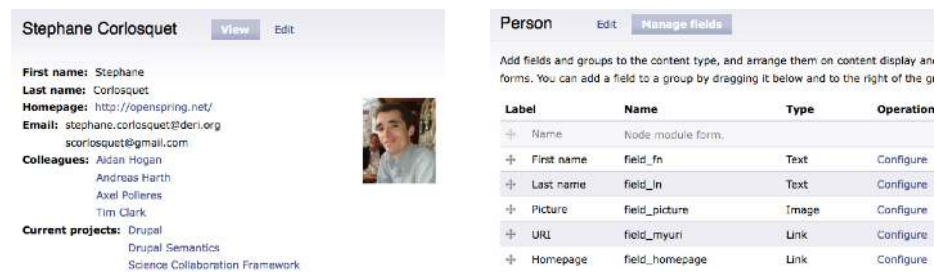 Stephane Corlosquet View Edit
First name: Stephane
Last name: Corlosquet
Homepage: http://openspring.net/
Email: stephane.corlosquet@deri.org
scorlosquet@gmail.com
Colleagues: Aidan Hogan
Andreas Harth
Axel Polleres
Tim Clark
Current projects: Drupal
Drupal Semantics
Science Collaboration Framework
Person Edit Manage fields
Add fields and groups to the content type, and arrange them on content display and
forms. You can add a field to a group by dragging it below and to the right of the gr
Label Name Type Operation
Name Node module form.
First name field_fn Text Configure
Last name field_ln Text Configure
Picture field_picture Image Configure
URI field_myuri Link Configure
Homepage field_homepage Link Configure